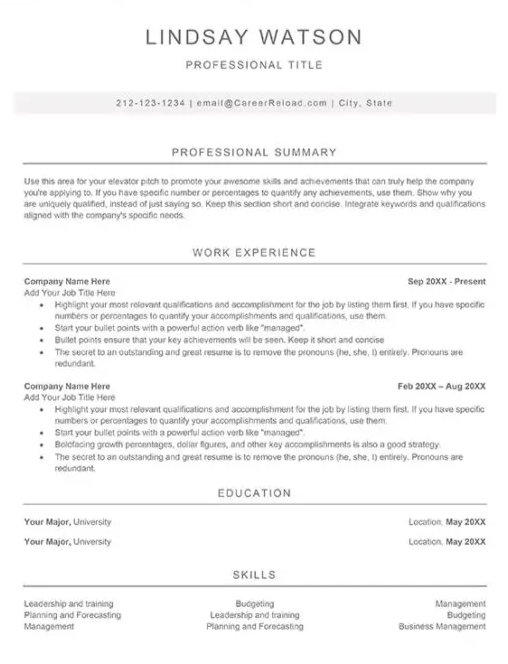 LINDSAY WATSON
PROFESSIONAL TITLE
212-123-1234 | email@CareerReload.com | City, State
PROFESSIONAL SUMMARY
Use this area for your elevator pitch to promote your awesome skills and achievements that can truly help the company
you're applying to. If you have specific number or percentages to quantify any achievements, use them. Show why you
are uniquely qualified, instead of just saying so. Keep this section short and concise. Integrate keywords and qualifications
aligned with the company's specific needs.
WORK EXPERIENCE
Company Name Here Sep 20XX - Present
Add Your Job Title Here
• Highlight your most relevant qualifications and accomplishment for the job by listing them first. If you have specific
numbers or percentages to quantify your accomplishments and qualifications, use them.
• Start your bullet points with a powerful action verb like "managed".
• Bullet points ensure that your key achievements will be seen. Keep it short and concise
• The secret to an outstanding and great resume is to remove the pronouns (he, she, I) entirely. Pronouns are
redundant.
Company Name Here Feb 20XX – Aug 20XX
Add Your Job Title Here
• Highlight your most relevant qualifications and accomplishment for the job by listing them first. If you have specific
numbers or percentages to quantify your accomplishments and qualifications, use them.
• Start your bullet points with a powerful action verb like "managed".
• Boldfacing growth percentages, dollar figures, and other key accomplishments is also a good strategy.
• The secret to an outstanding and great resume is to remove the pronouns (he, she, I) entirely. Pronouns are
redundant.
EDUCATION
Your Major, University Location, May 20XX
Your Major, University Location, May 20XX
SKILLS
Leadership and training Budgeting Management
Planning and Forecasting Leadership and training Budgeting
Management Planning and Forecasting Business Management